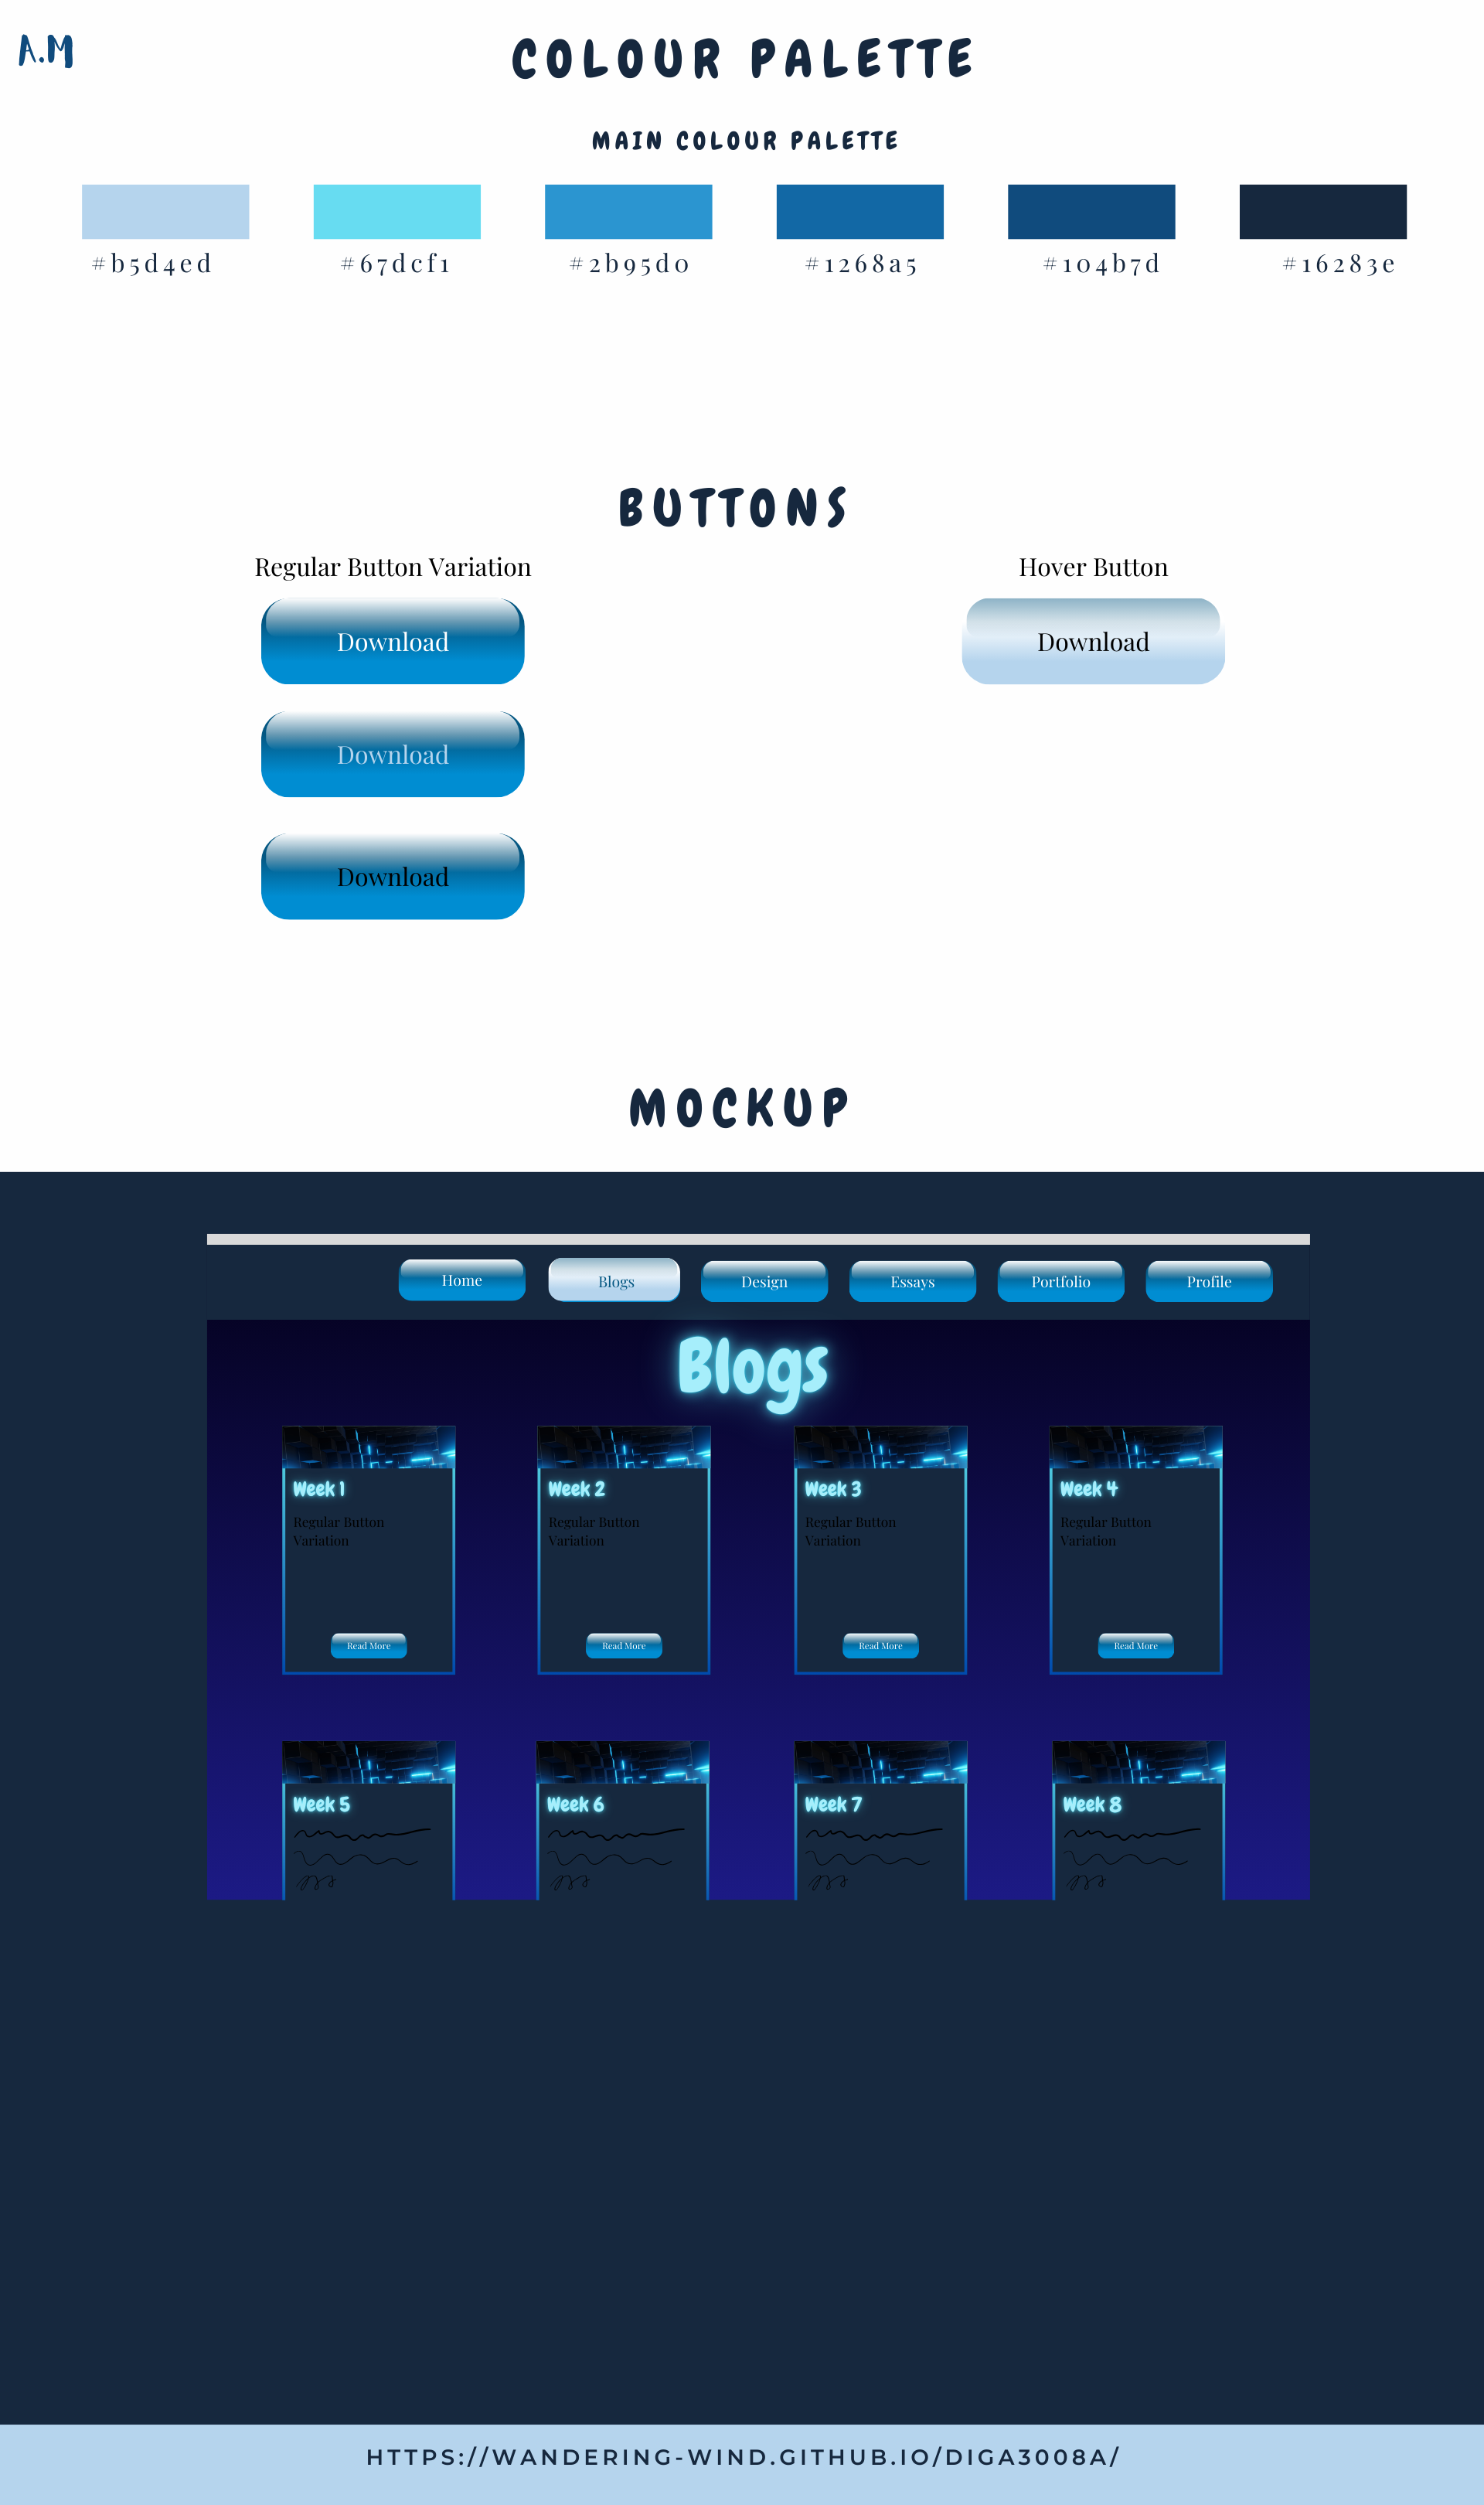 A.M
COLOUR PALETTE
MAIN COLOUR PALETTE
#b5d4ed #67dcf1 #2b95d0 #1268a5 #104b7d #16283e
BUTTONS
Regular Button Variation Hover Button
Download Download
Download
Download
MOCKUP
Home Blogs Design Essays Portfolio Profile
Blogs
Week 1 Week 2 Week 3 Week 4
Regular Button Regular Button Regular Button Regular Button
Variation Variation Variation Variation
Read More Read More Read More Read More
Week 5 Week 6 Week 7 Week 8
HTTPS://WANDERING-WIND.GITHUB.IO/DIGA3008A/